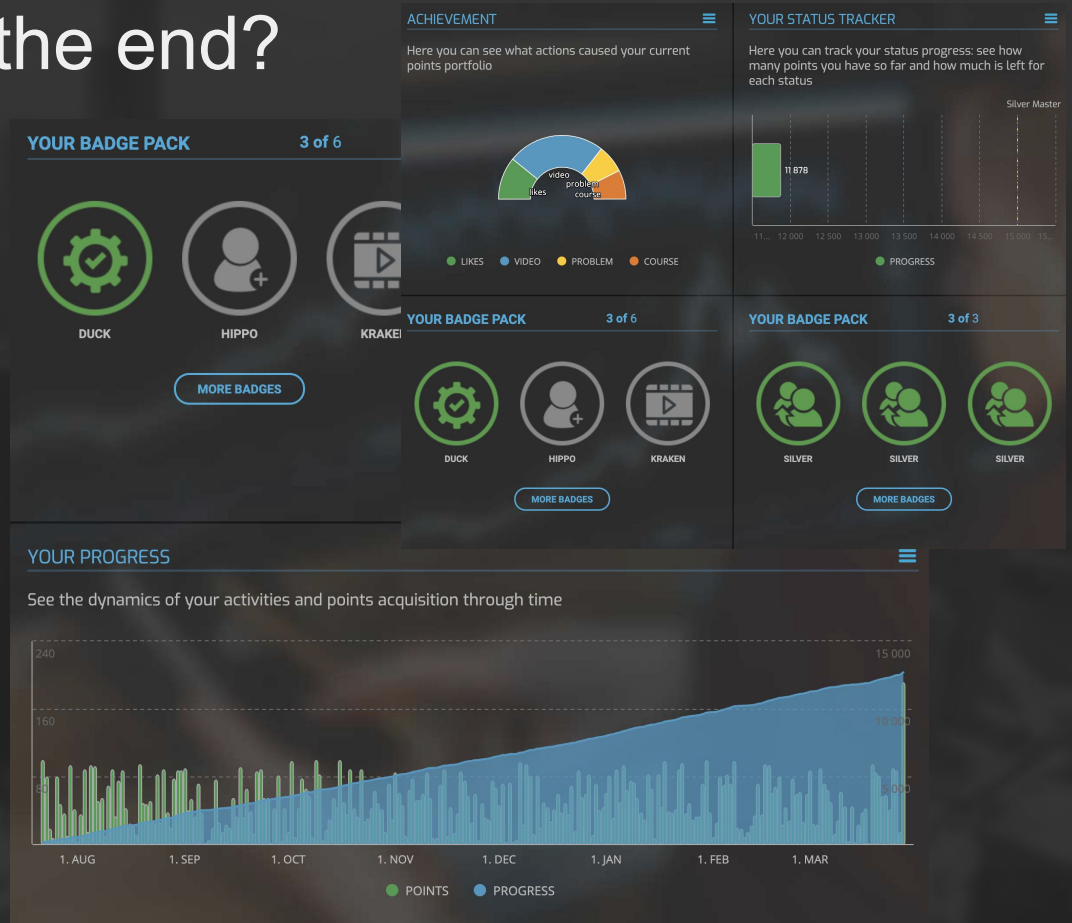 the end?
YOUR BADGE PACK 3 of 6
DUCK HIPPO
MORE BADGES
ACHIEVEMENT
Here you can see what actions caused your current
points portfolio
likes video problem course
LIKES VIDEO PROBLEM COURSE
YOUR STATUS TRACKER
Here you can track your status progress: see how
many points you have so far and how much is left for
each status
Silver Master
11 878
11... 12 000 12 500 13 000 13 500 14 000 14 500 15 000 15...
PROGRESS
YOUR BADGE PACK 3 of 6
DUCK HIPPO KRAKEN
MORE BADGES
YOUR BADGE PACK 3 of 3
SILVER SILVER SILVER
MORE BADGES
YOUR PROGRESS
See the dynamics of your activities and points acquisition through time
240 15 000
160 10 000
80 5 000
1. AUG 1. SEP 1. OCT 1. NOV 1. DEC 1. JAN 1. FEB 1. MAR
POINTS PROGRESS